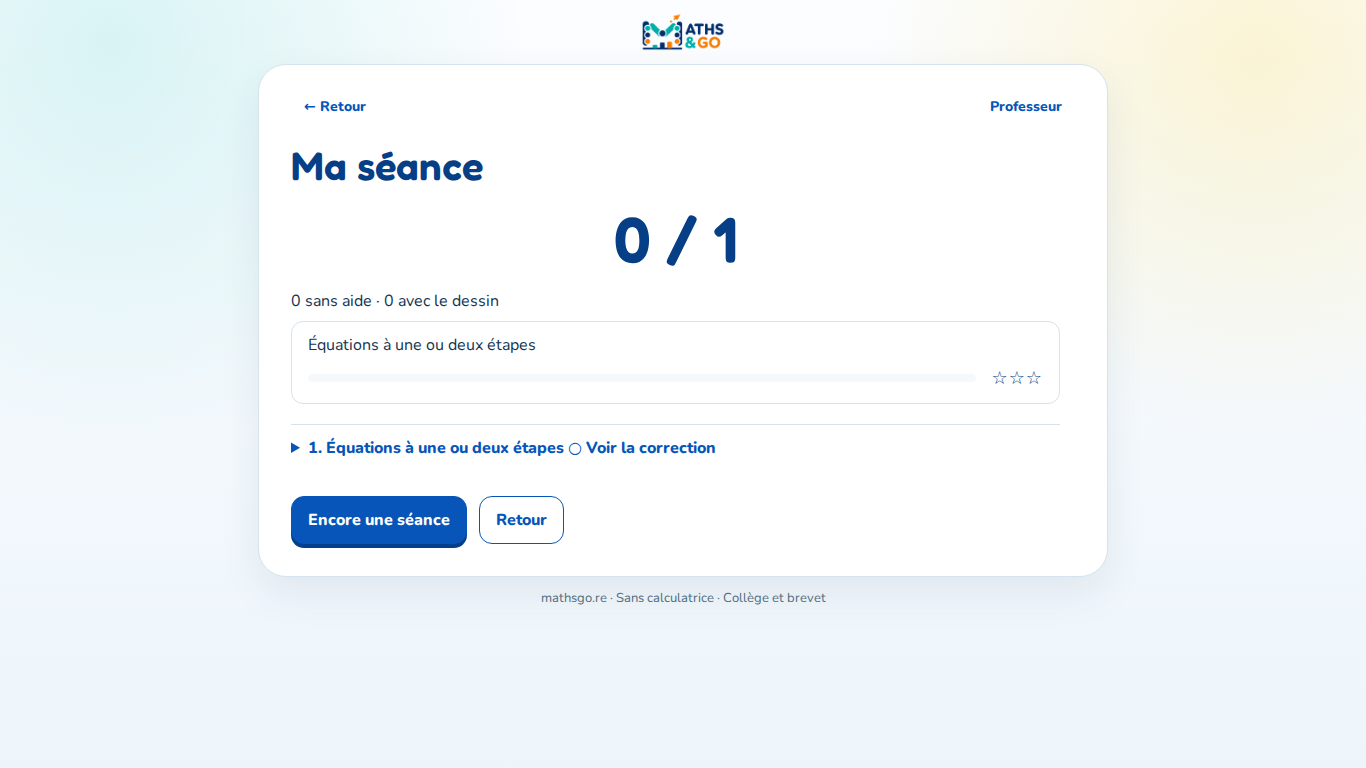 MATHS
&GO
← Retour
Professeur
Ma séance
0 / 1
0 sans aide · 0 avec le dessin
Équations à une ou deux étapes
☆☆☆
▶ 1. Équations à une ou deux étapes ○ Voir la correction
Encore une séance
Retour
mathsgo.re · Sans calculatrice · Collège et brevet